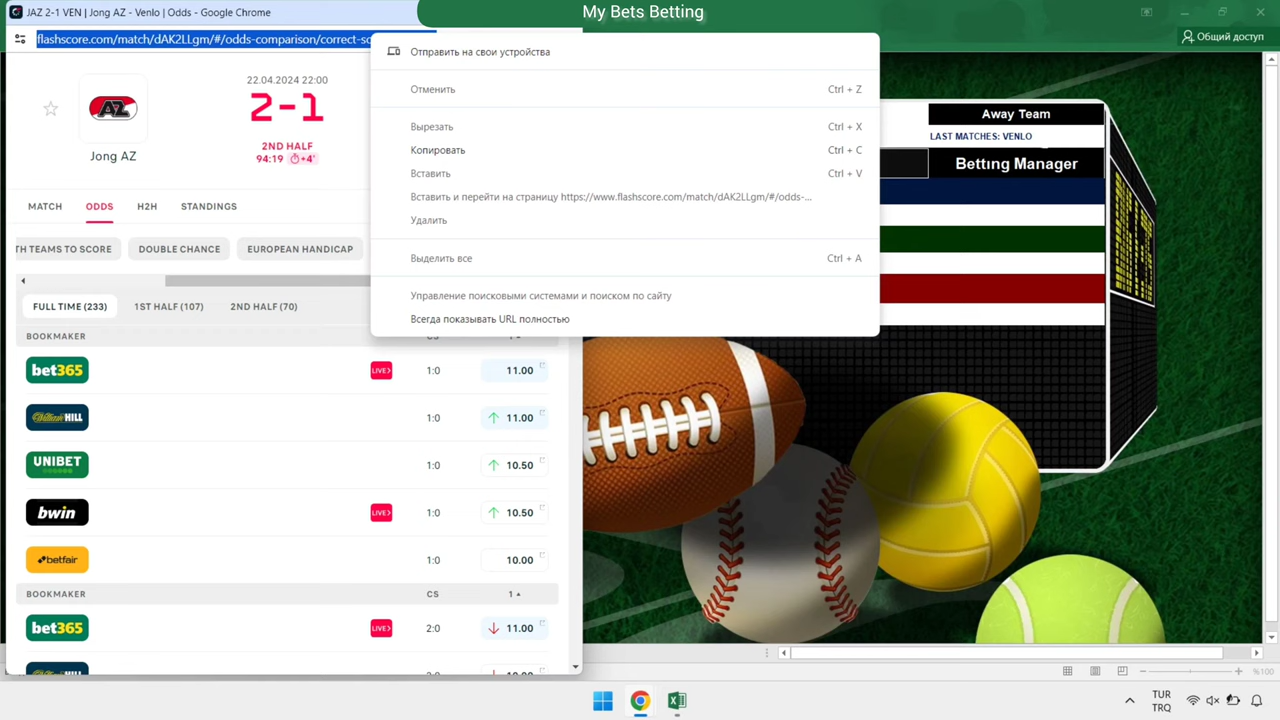 JAZ 2-1 VEN | Jong AZ - Venlo | Odds - Google Chrome
My Bets Betting
flashscore.com/match/dAK2LLgm/#/odds-comparison/correct-sc
Общий доступ
Отправить на свои устройства
Отменить Ctrl + Z
Вырезать Ctrl + X
Копировать Ctrl + C
Вставить Ctrl + V
Вставить и перейти на страницу https://www.flashscore.com/match/dAK2LLgm/#/odds-...
Удалить
Выделить все Ctrl + A
Управление поисковыми системами и поиском по сайту
Всегда показывать URL полностью
22.04.2024 22:00
AZ
2-1
Jong AZ
2ND HALF
94:19 +4'
MATCH ODDS H2H STANDINGS
TH TEAMS TO SCORE DOUBLE CHANCE EUROPEAN HANDICAP
FULL TIME (233) 1ST HALF (107) 2ND HALF (70)
BOOKMAKER CS 1
bet365 LIVE 1:0 11.00
William HILL 1:0 11.00
UNIBET 1:0 10.50
bwin LIVE 1:0 10.50
betfair 1:0 10.00
BOOKMAKER CS 1
bet365 LIVE 2:0 11.00
Away Team
LAST MATCHES: VENLO
Betting Manager
%100
TUR
TRQ